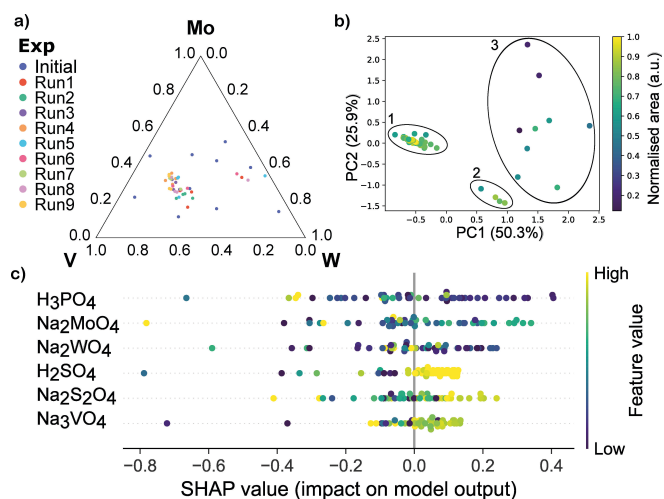 a)
Mo
Exp
Initial
Run1
Run2
Run3
Run4
Run5
Run6
Run7
Run8
Run9
1.0 0.0
0.8 0.2
0.6 0.4
0.4 0.6
0.2 0.8
0.0 1.0
1.0 0.8 0.6 0.4 0.2 0.0
V W
b)
2.5
2.0
1.5
1.0
0.5
0.0
−0.5
−1.0
−1.5
PC2 (25.9%)
1
2
3
−0.5 0.0 0.5 1.0 1.5 2.0 2.5
PC1 (50.3%)
1.0
0.9
0.8
0.7
0.6
0.5
0.4
0.3
0.2
Normalised area (a.u.)
c)
H3PO4
Na2MoO4
Na2WO4
H2SO4
Na2S2O4
Na3VO4
−0.8 −0.6 −0.4 −0.2 0.0 0.2 0.4
SHAP value (impact on model output)
High
Feature value
Low